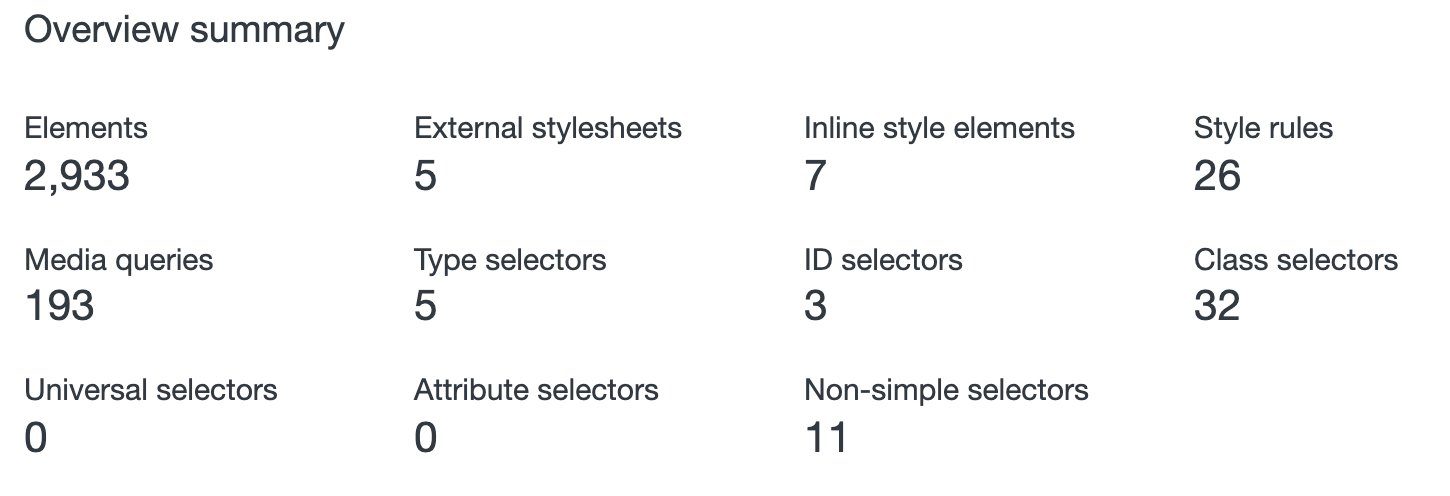 Overview summary
Elements External stylesheets Inline style elements Style rules
2,933 5 7 26
Media queries Type selectors ID selectors Class selectors
193 5 3 32
Universal selectors Attribute selectors Non-simple selectors
0 0 11